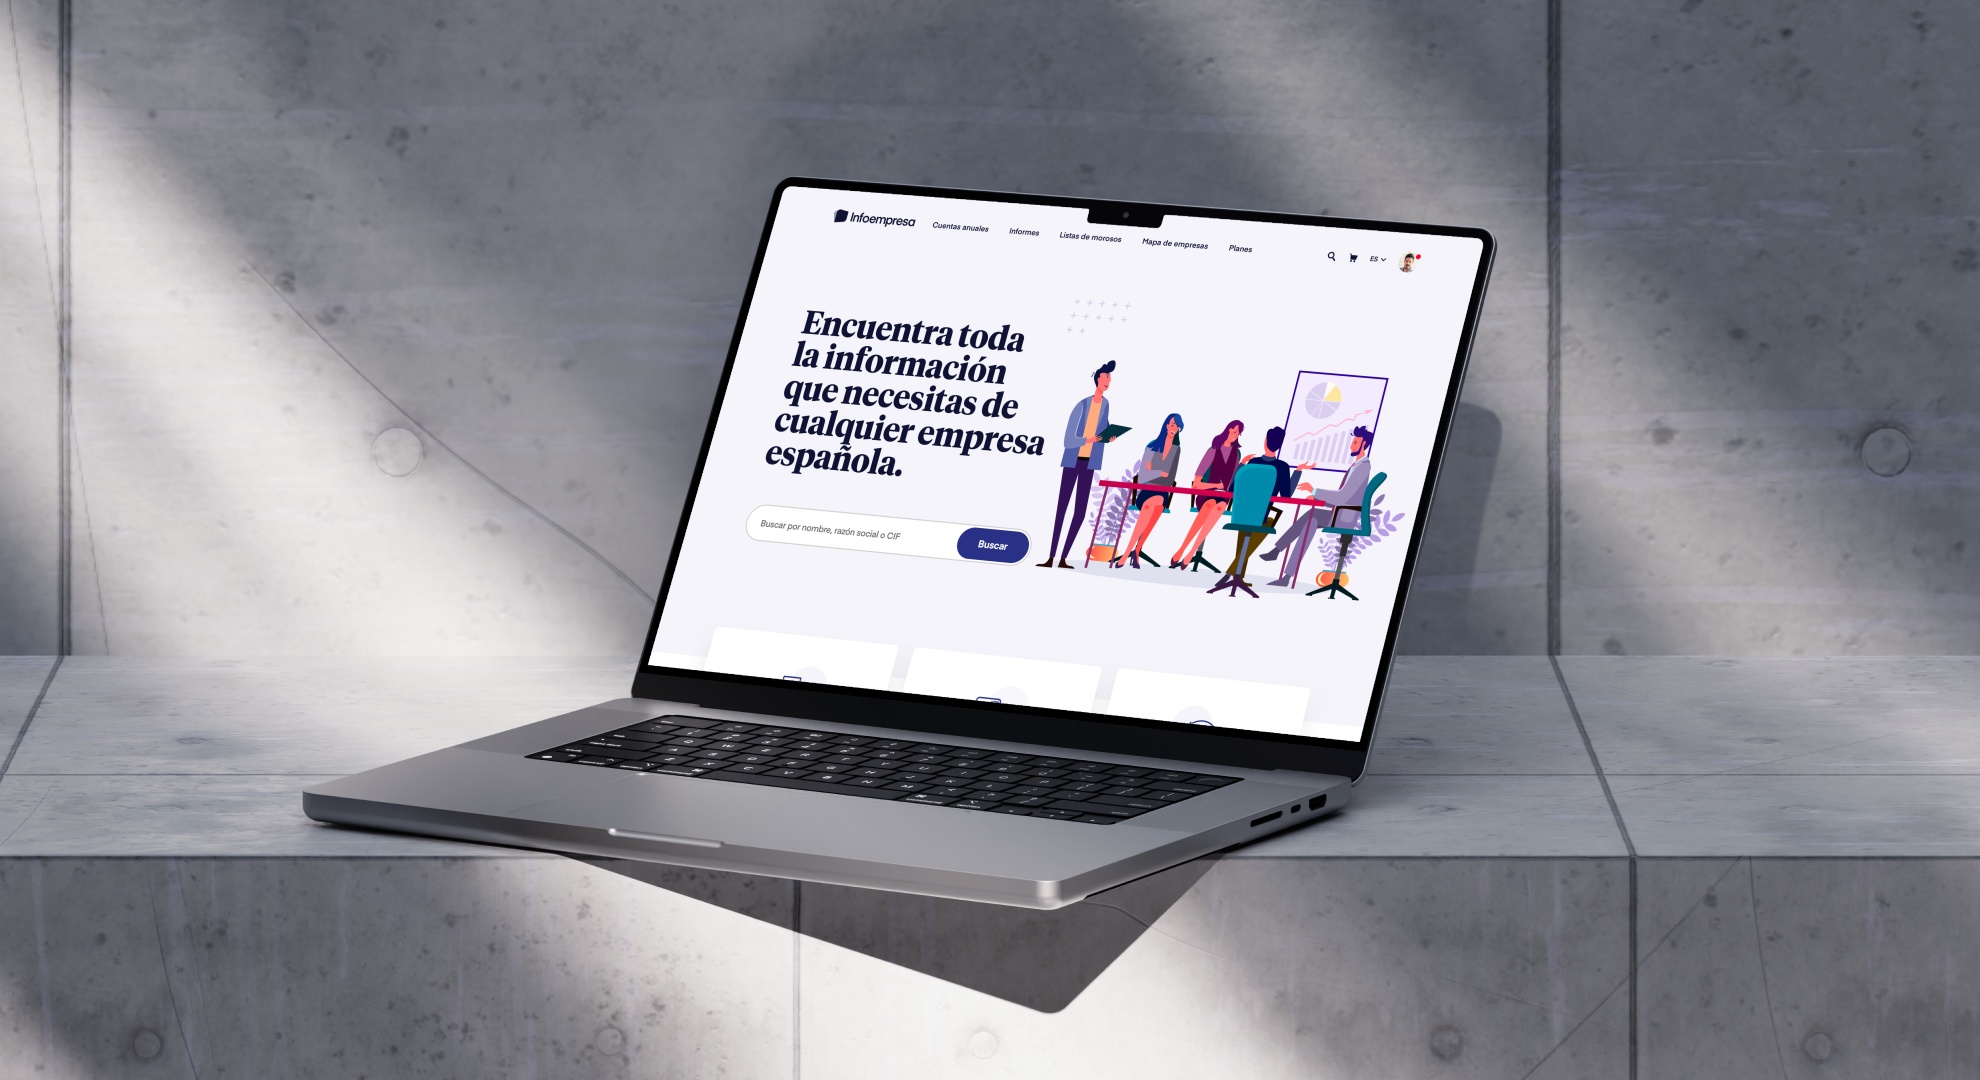 Infoempresa
Cuentas anuales
Informes
Listas de morosos
Mapa de empresas
Planes
ES
Encuentra toda
la información
que necesitas de
cualquier empresa
española.
Buscar por nombre, razón social o CIF
Buscar